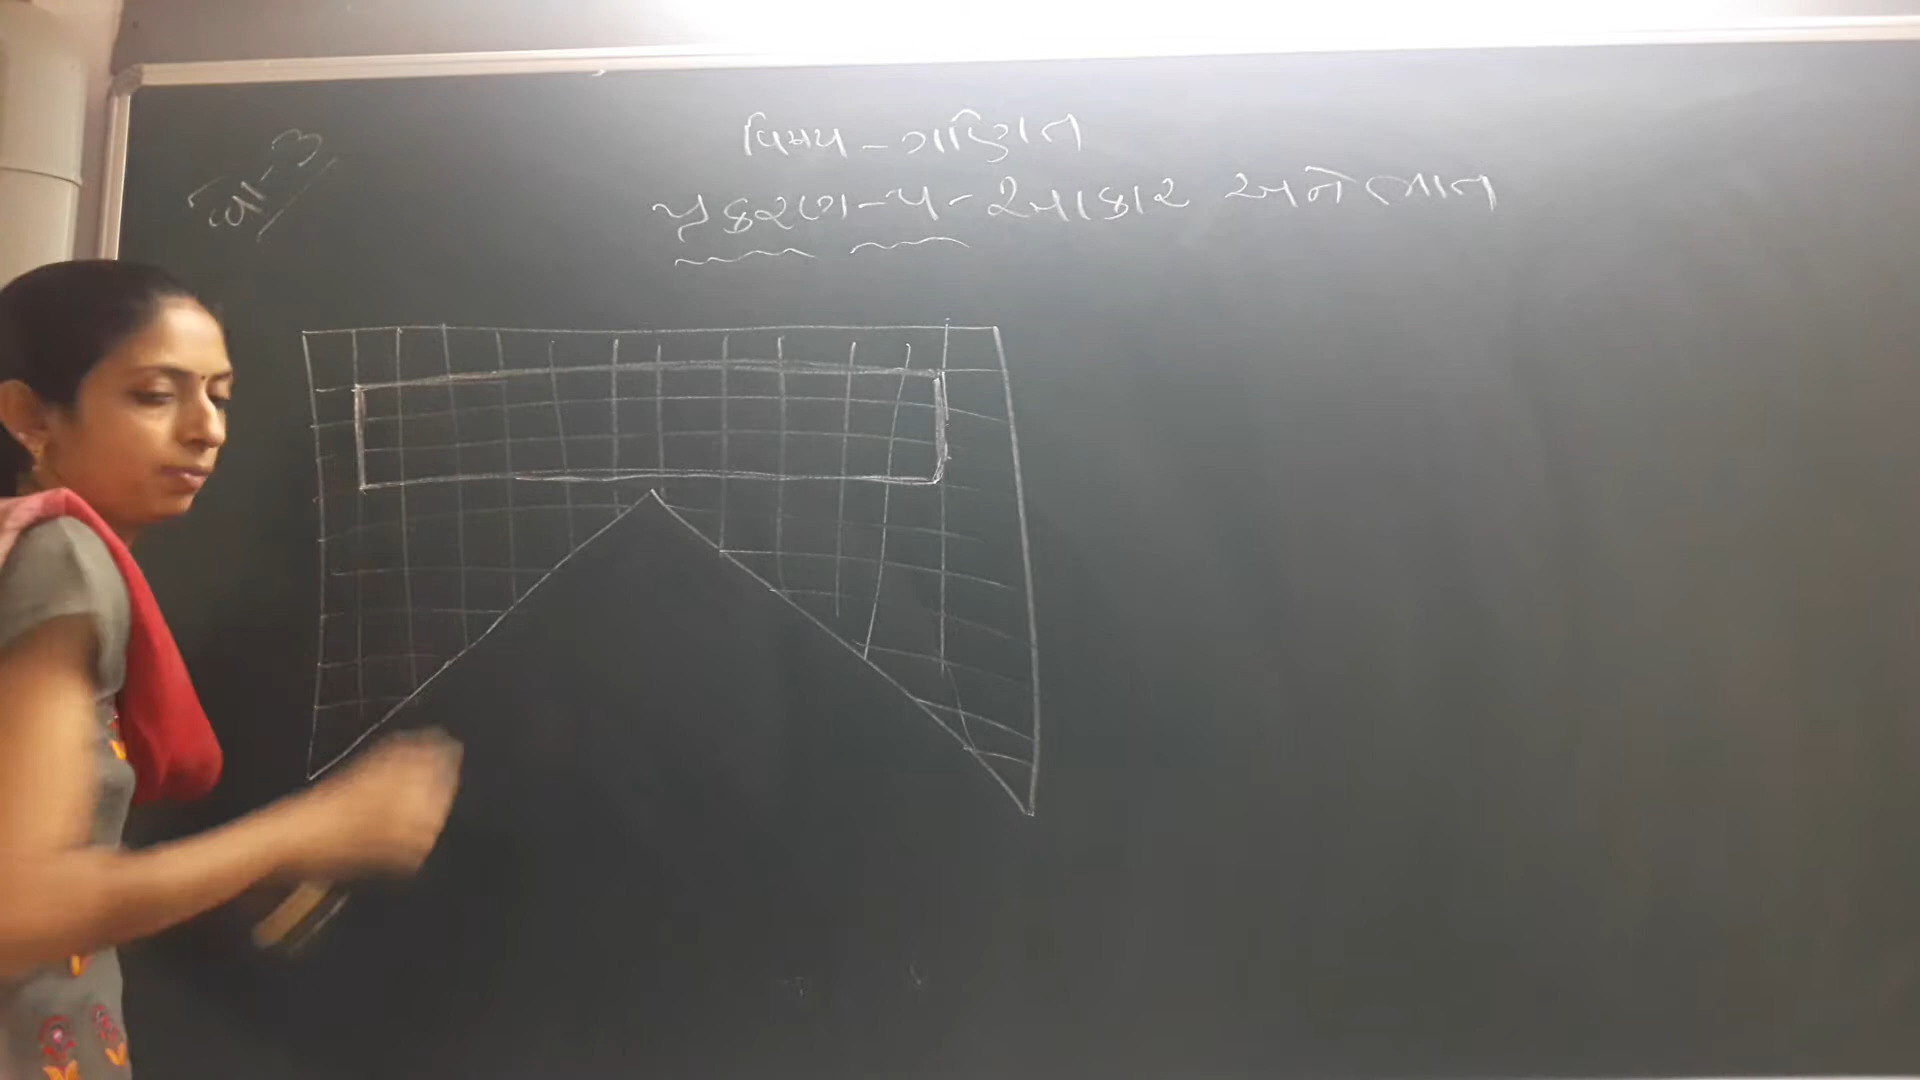 ધો-૩
વિષય - ગણિત
પ્રકરણ-૫- આકાર અને ભાત